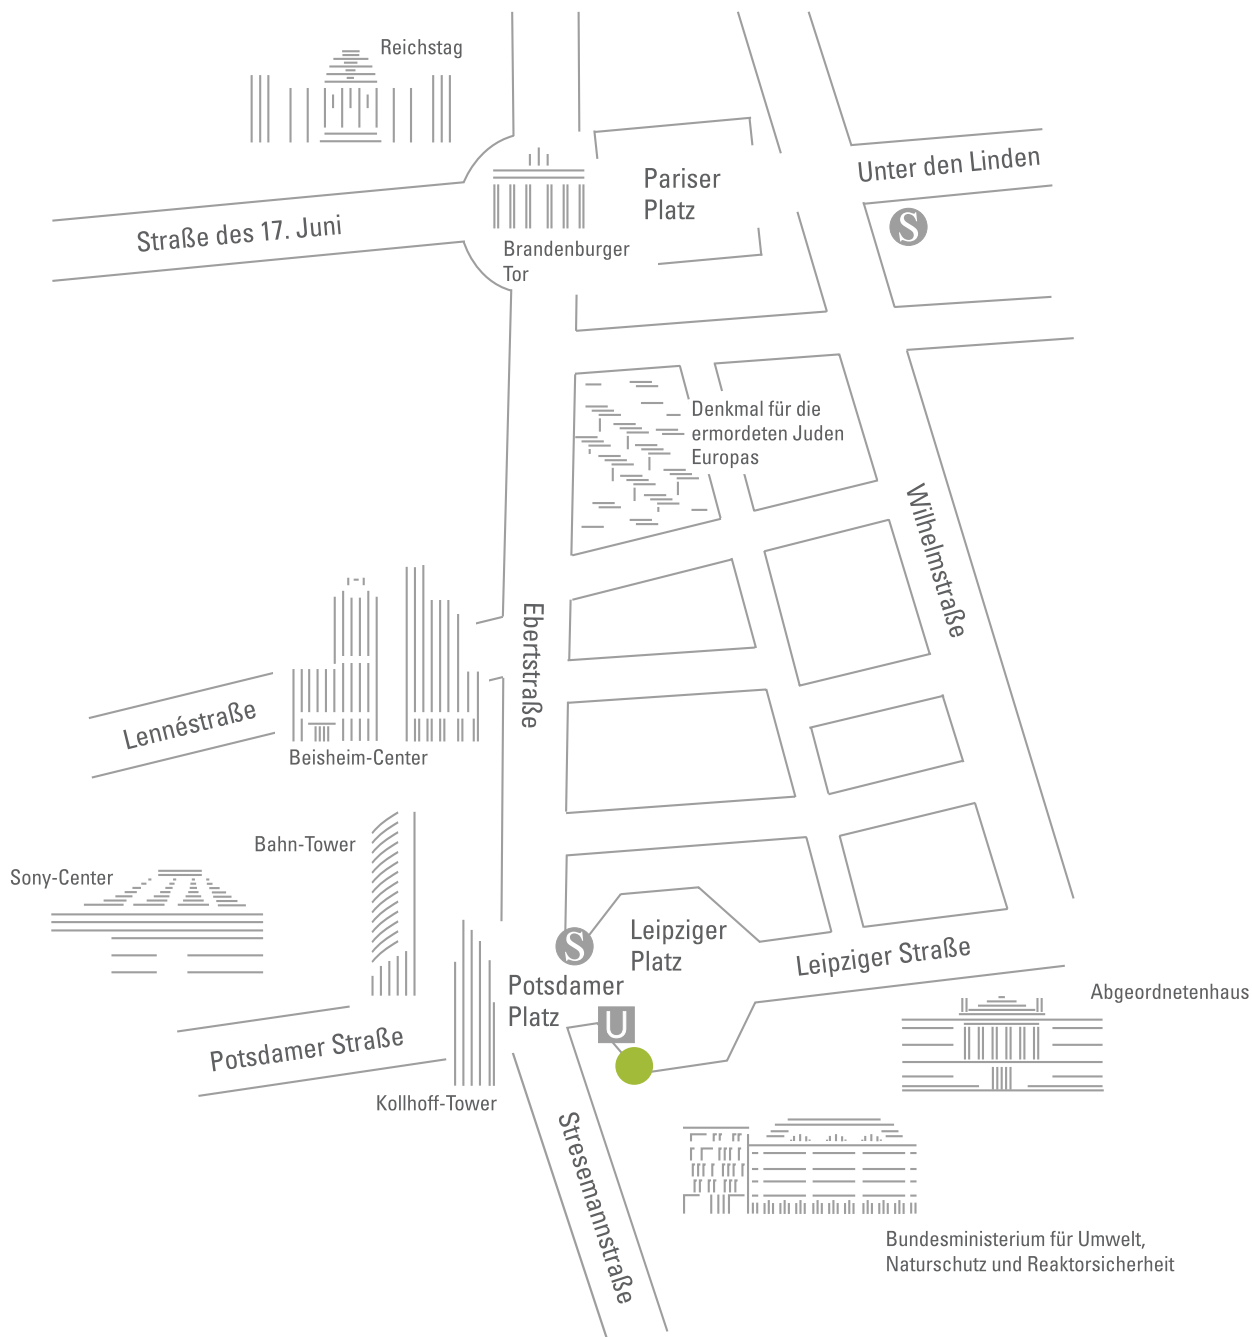 Reichstag
Unter den Linden
Pariser
Platz
S
Straße des 17. Juni
Brandenburger
Tor
Denkmal für die
ermordeten Juden
Europas
Wilhelmstraße
Ebertstraße
Lennéstraße
Beisheim-Center
Bahn-Tower
Sony-Center
Leipziger
Platz
S
Leipziger Straße
Potsdamer
Platz
Abgeordnetenhaus
U
Potsdamer Straße
Kollhoff-Tower
Stresemannstraße
Bundesministerium für Umwelt,
Naturschutz und Reaktorsicherheit